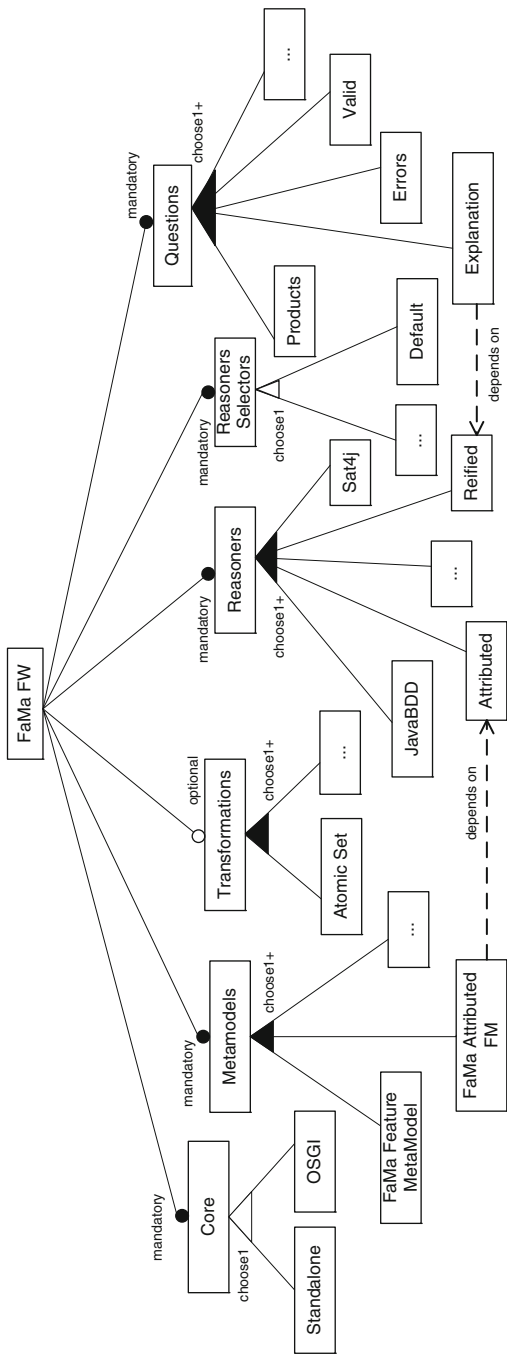 FaMa FW
mandatory
mandatory
optional
mandatory
mandatory
mandatory
Core
Metamodels
Transformations
Reasoners
Reasoners
Selectors
Questions
choose1
choose1+
choose1+
choose1+
choose1
choose1+
Standalone
OSGI
FaMa Feature
MetaModel
FaMa Attributed
FM
...
Atomic Set
...
JavaBDD
Attributed
...
Reified
Sat4j
...
Default
Products
Explanation
Errors
Valid
...
depends on
depends on